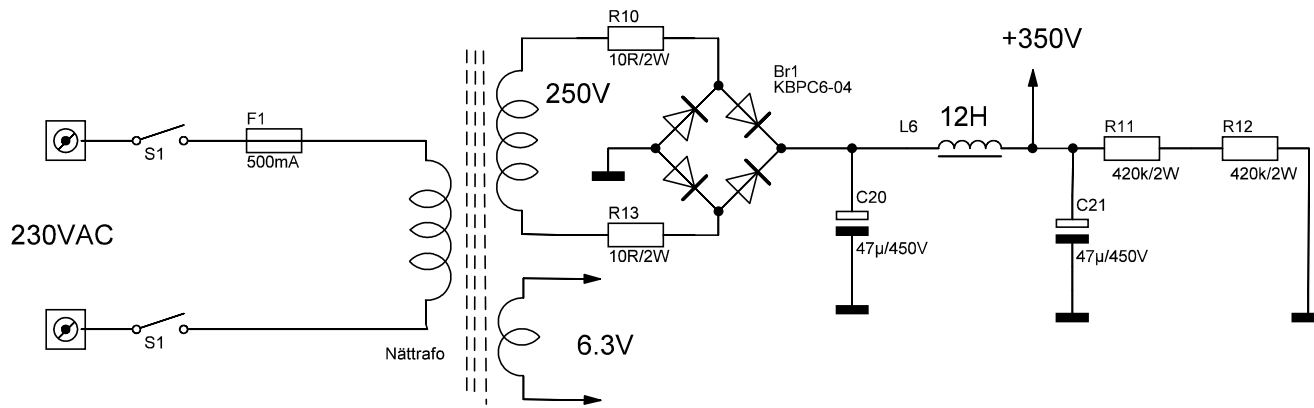 R10
10R/2W
+350V
250V
Br1
KBPC6-04
F1
500mA
S1
L6
12H
R11
420k/2W
R12
420k/2W
C20
47µ/450V
C21
47µ/450V
R13
10R/2W
230VAC
S1
Nättrafo
6.3V